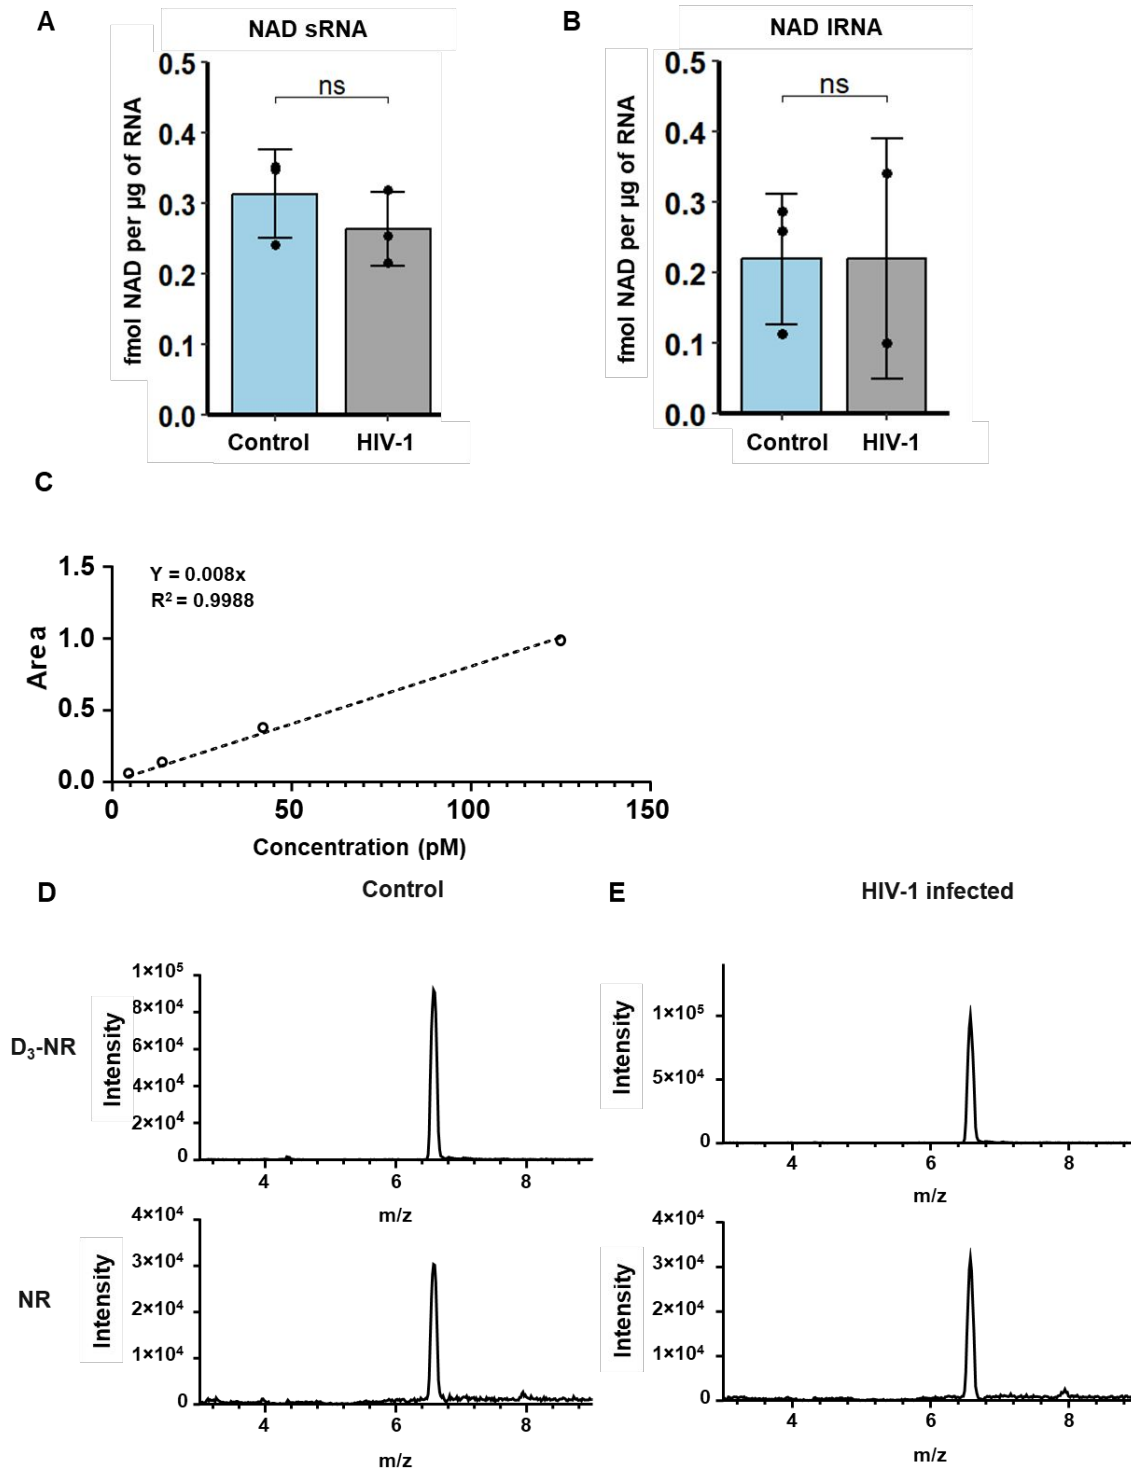 A
NAD sRNA
fmol NAD per µg of RNA
0.5
0.4
0.3
0.2
0.1
0.0
ns
Control
HIV-1
B
NAD lRNA
fmol NAD per µg of RNA
0.5
0.4
0.3
0.2
0.1
0.0
ns
Control
HIV-1
C
Y = 0.008x
R² = 0.9988
Area
1.5
1.0
0.5
0.0
0
50
100
150
Concentration (pM)
D
Control
D₃-NR
Intensity
1×10⁵
8×10⁴
6×10⁴
4×10⁴
2×10⁴
0
4
6
8
m/z
NR
Intensity
4×10⁴
3×10⁴
2×10⁴
1×10⁴
0
4
6
8
m/z
E
HIV-1 infected
Intensity
1×10⁵
5×10⁴
0
4
6
8
m/z
Intensity
4×10⁴
3×10⁴
2×10⁴
1×10⁴
0
4
6
8
m/z